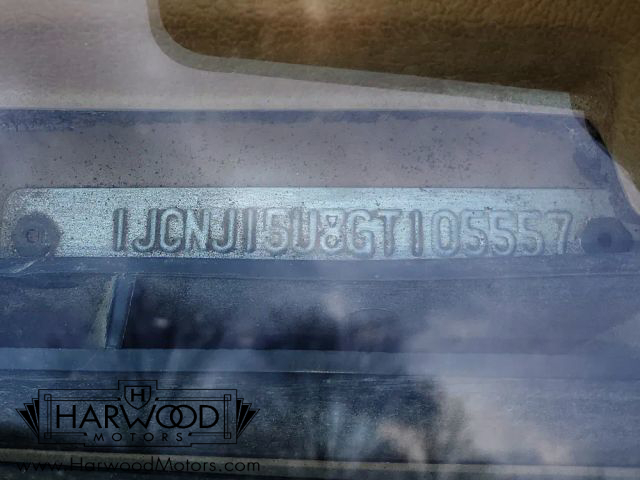 1JCNJ15U8GT105557
H
HARWOOD
MOTORS
www.HarwoodMotors.com